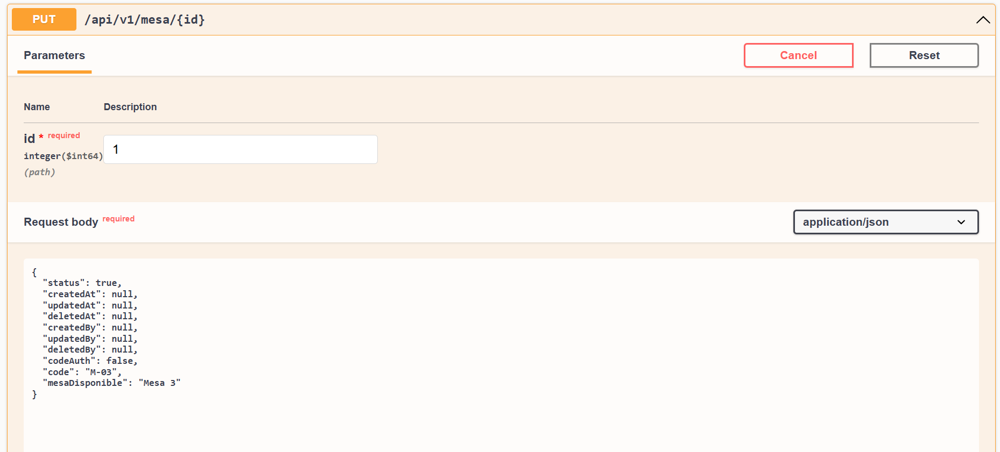 PUT /api/v1/mesa/{id}
Parameters
Cancel
Reset
Name Description
id * required
integer($int64)
(path)
1
Request body required
application/json
{
  "status": true,
  "createdAt": null,
  "updatedAt": null,
  "deletedAt": null,
  "createdBy": null,
  "updatedBy": null,
  "deletedBy": null,
  "codeAuth": false,
  "code": "M-03",
  "mesaDisponible": "Mesa 3"
}